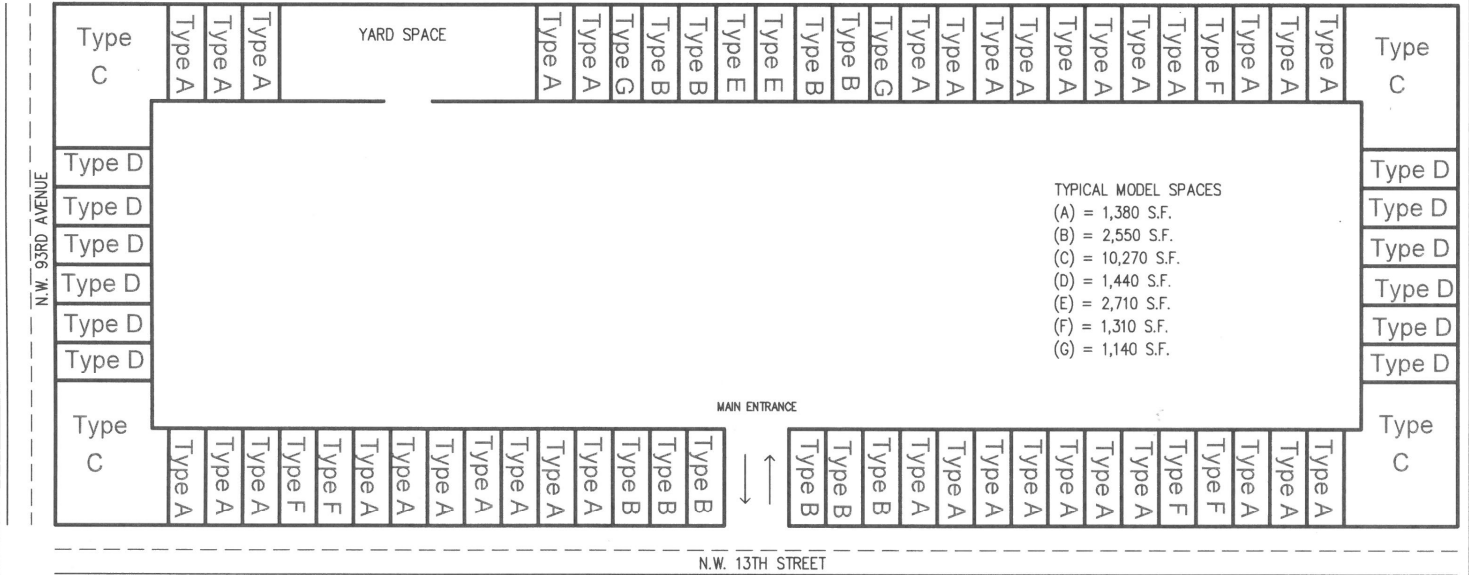 Type
C
Type A
Type A
Type A
YARD SPACE
Type A
Type A
Type G
Type B
Type B
Type E
Type E
Type B
Type B
Type G
Type A
Type A
Type A
Type A
Type A
Type A
Type A
Type A
Type F
Type A
Type A
Type A
Type
C
N.W. 93RD AVENUE
Type D
Type D
Type D
Type D
Type D
Type D
TYPICAL MODEL SPACES
(A) = 1,380 S.F.
(B) = 2,550 S.F.
(C) = 10,270 S.F.
(D) = 1,440 S.F.
(E) = 2,710 S.F.
(F) = 1,310 S.F.
(G) = 1,140 S.F.
Type D
Type D
Type D
Type D
Type D
Type D
MAIN ENTRANCE
Type
C
Type A
Type A
Type A
Type F
Type F
Type A
Type A
Type A
Type A
Type A
Type A
Type A
Type B
Type B
Type B
Type B
Type B
Type B
Type A
Type A
Type A
Type A
Type A
Type A
Type A
Type F
Type F
Type A
Type A
Type A
Type
C
N.W. 13TH STREET